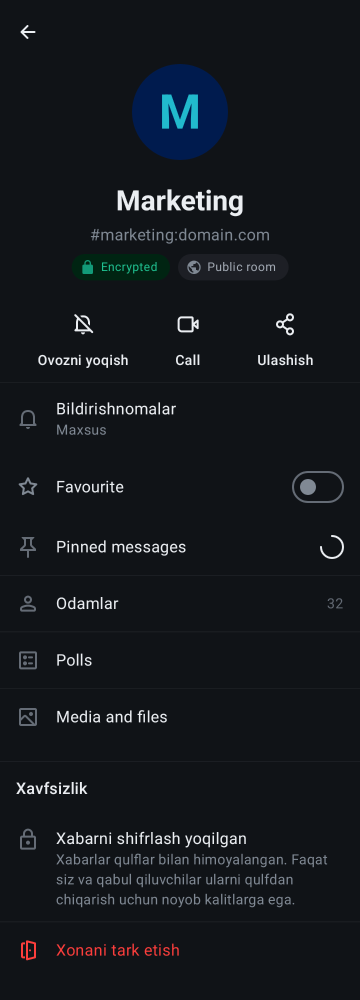 M
Marketing
#marketing:domain.com
Encrypted
Public room
Ovozni yoqish
Call
Ulashish
Bildirishnomalar
Maxsus
Favourite
Pinned messages
Odamlar
32
Polls
Media and files
Xavfsizlik
Xabarni shifrlash yoqilgan
Xabarlar qulflar bilan himoyalangan. Faqat
siz va qabul qiluvchilar ularni qulfdan
chiqarish uchun noyob kalitlarga ega.
Xonani tark etish